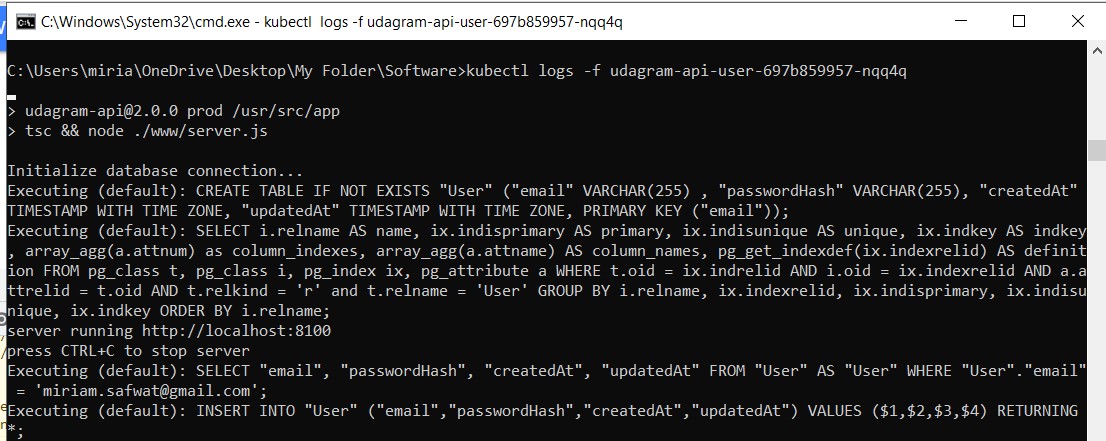 C:\Windows\System32\cmd.exe - kubectl logs -f udagram-api-user-697b859957-nqq4q
C:\Users\miria\OneDrive\Desktop\My Folder\Software>kubectl logs -f udagram-api-user-697b859957-nqq4q
> udagram-api@2.0.0 prod /usr/src/app
> tsc && node ./www/server.js
Initialize database connection...
Executing (default): CREATE TABLE IF NOT EXISTS "User" ("email" VARCHAR(255) , "passwordHash" VARCHAR(255), "createdAt"
TIMESTAMP WITH TIME ZONE, "updatedAt" TIMESTAMP WITH TIME ZONE, PRIMARY KEY ("email"));
Executing (default): SELECT i.relname AS name, ix.indisprimary AS primary, ix.indisunique AS unique, ix.indkey AS indkey
, array_agg(a.attnum) as column_indexes, array_agg(a.attname) AS column_names, pg_get_indexdef(ix.indexrelid) AS definit
ion FROM pg_class t, pg_class i, pg_index ix, pg_attribute a WHERE t.oid = ix.indrelid AND i.oid = ix.indexrelid AND a.a
ttrelid = t.oid AND t.relkind = 'r' and t.relname = 'User' GROUP BY i.relname, ix.indexrelid, ix.indisprimary, ix.indisu
nique, ix.indkey ORDER BY i.relname;
server running http://localhost:8100
press CTRL+C to stop server
Executing (default): SELECT "email", "passwordHash", "createdAt", "updatedAt" FROM "User" AS "User" WHERE "User"."email"
= 'miriam.safwat@gmail.com';
Executing (default): INSERT INTO "User" ("email","passwordHash","createdAt","updatedAt") VALUES ($1,$2,$3,$4) RETURNING
*;